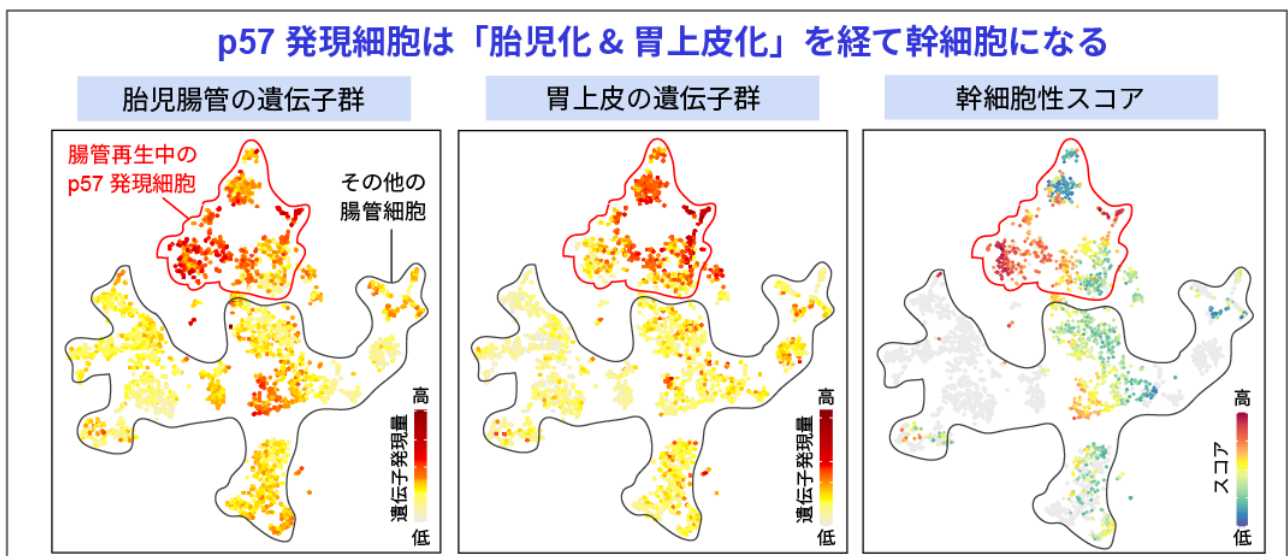 p57 発現細胞は「胎児化 & 胃上皮化」を経て幹細胞になる
胎児腸管の遺伝子群
腸管再生中の
p57 発現細胞
その他の
腸管細胞
高
遺伝子発現量
低
胃上皮の遺伝子群
高
遺伝子発現量
低
幹細胞性スコア
高
スコア
低